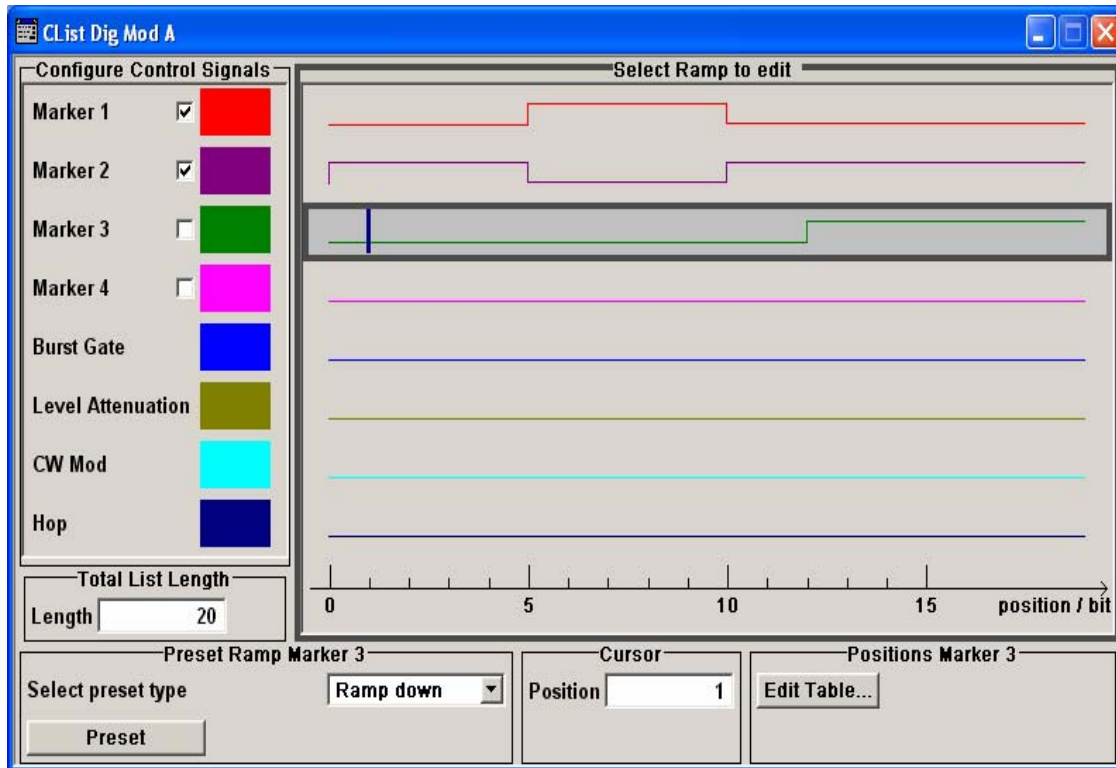 CList Dig Mod A
Configure Control Signals
Select Ramp to edit
Marker 1
Marker 2
Marker 3
Marker 4
Burst Gate
Level Attenuation
CW Mod
Hop
0 5 10 15 position / bit
Total List Length
Length 20
Preset Ramp Marker 3
Select preset type Ramp down
Preset
Cursor
Position 1
Positions Marker 3
Edit Table...